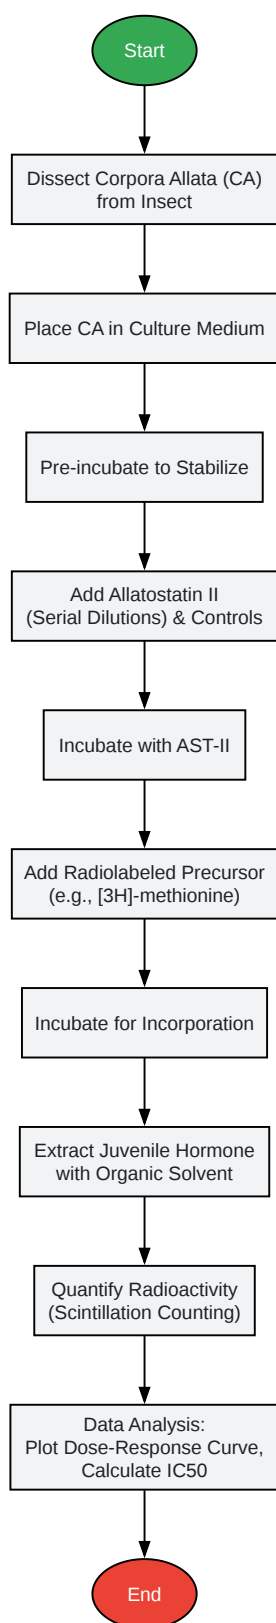 Start
Dissect Corpora Allata (CA)
from Insect
Place CA in Culture Medium
Pre-incubate to Stabilize
Add Allatostatin II
(Serial Dilutions) & Controls
Incubate with AST-II
Add Radiolabeled Precursor
(e.g., [3H]-methionine)
Incubate for Incorporation
Extract Juvenile Hormone
with Organic Solvent
Quantify Radioactivity
(Scintillation Counting)
Data Analysis:
Plot Dose-Response Curve,
Calculate IC50
End